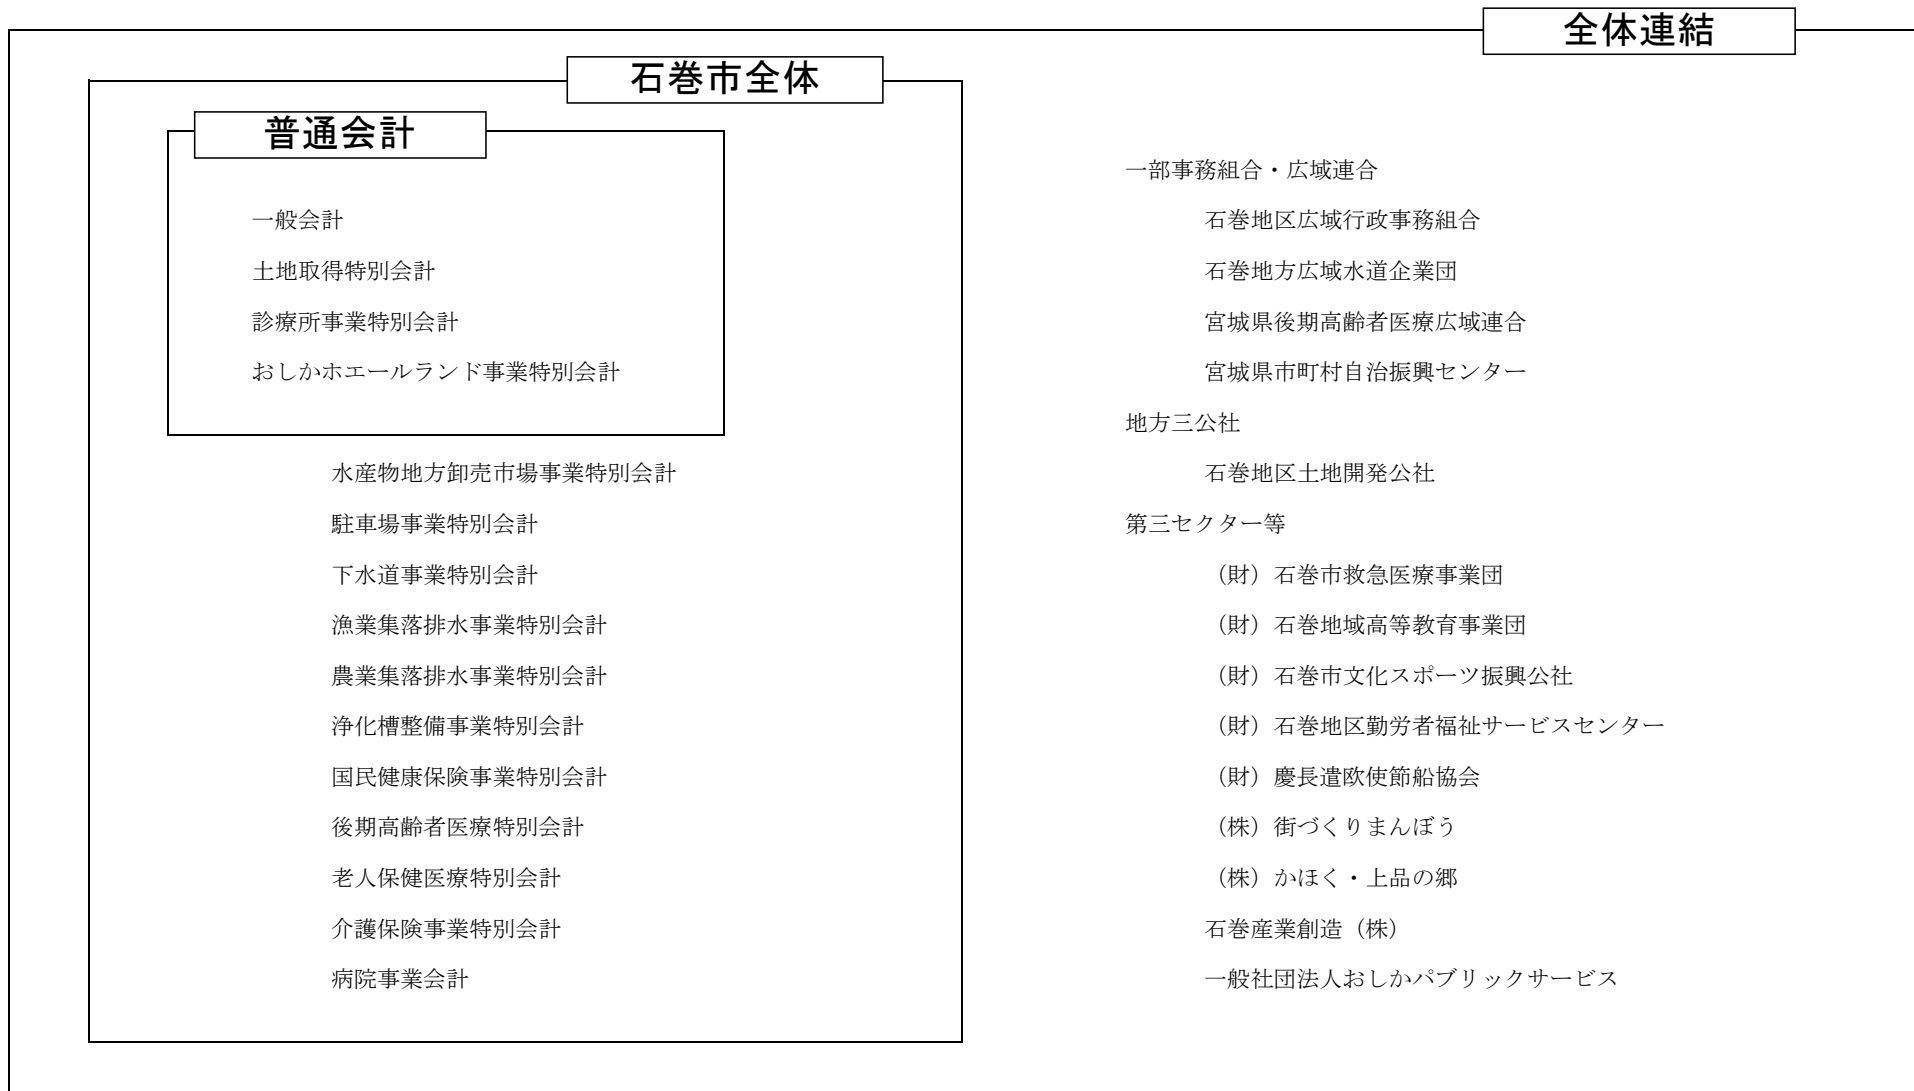 全体連結
石巻市全体
普通会計
一般会計
土地取得特別会計
診療所事業特別会計
おしかホエールランド事業特別会計
水産物地方卸売市場事業特別会計
駐車場事業特別会計
下水道事業特別会計
漁業集落排水事業特別会計
農業集落排水事業特別会計
浄化槽整備事業特別会計
国民健康保険事業特別会計
後期高齢者医療特別会計
老人保健医療特別会計
介護保険事業特別会計
病院事業会計
一部事務組合・広域連合
石巻地区広域行政事務組合
石巻地方広域水道企業団
宮城県後期高齢者医療広域連合
宮城県市町村自治振興センター
地方三公社
石巻地区土地開発公社
第三セクター等
（財）石巻市救急医療事業団
（財）石巻地域高等教育事業団
（財）石巻市文化スポーツ振興公社
（財）石巻地区勤労者福祉サービスセンター
（財）慶長遣欧使節船協会
（株）街づくりまんぼう
（株）かほく・上品の郷
石巻産業創造（株）
一般社団法人おしかパブリックサービス